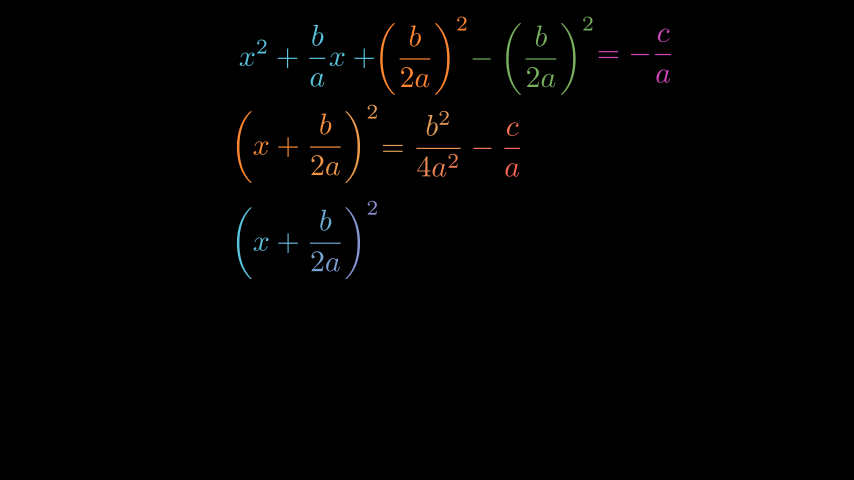 x² + b/a x + (b/2a)² − (b/2a)² = − c/a
(x + b/2a)² = b²/4a² − c/a
(x + b/2a)²